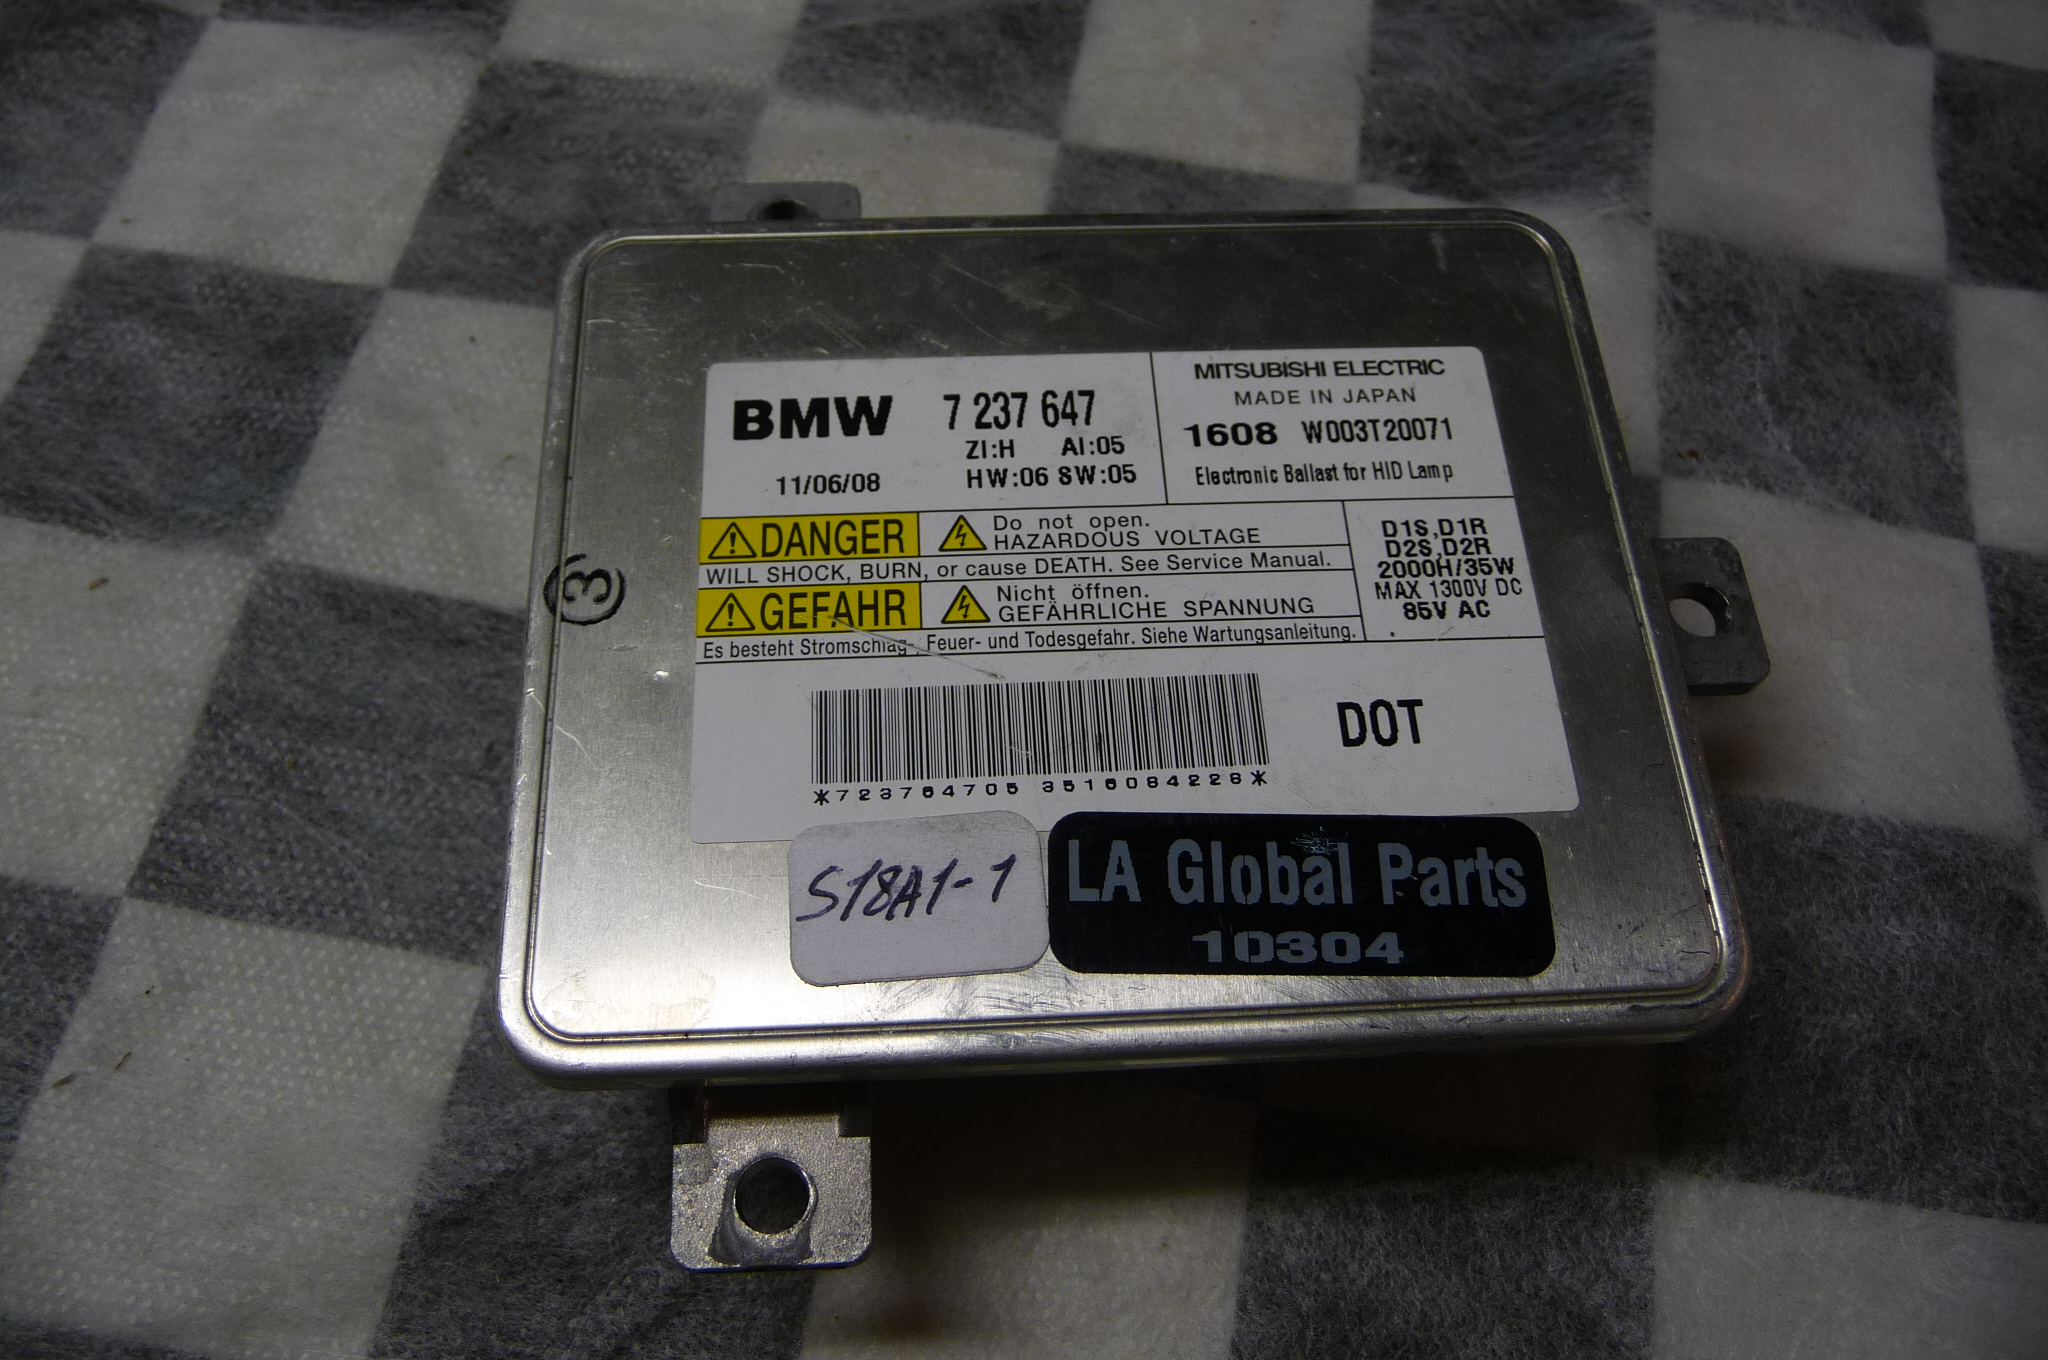 BMW 7 237 647
ZI:H AI:05
11/06/08 HW:06 SW:05
MITSUBISHI ELECTRIC
MADE IN JAPAN
1608 W003T20071
Electronic Ballast for HID Lamp
DANGER
Do not open.
HAZARDOUS VOLTAGE
WILL SHOCK, BURN, or cause DEATH. See Service Manual.
GEFAHR
Nicht öffnen.
GEFÄHRLICHE SPANNUNG
Es besteht Stromschlag-, Feuer- und Todesgefahr. Siehe Wartungsanleitung.
D1S,D1R
D2S,D2R
2000H/35W
MAX 1300V DC
85V AC
*723764705 3516084228*
DOT
3
S18A1-1
LA Global Parts
10304